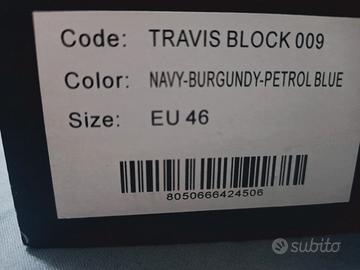 Code: TRAVIS BLOCK 009
Color: NAVY-BURGUNDY-PETROL BLUE
Size: EU 46
8050666424506
subito